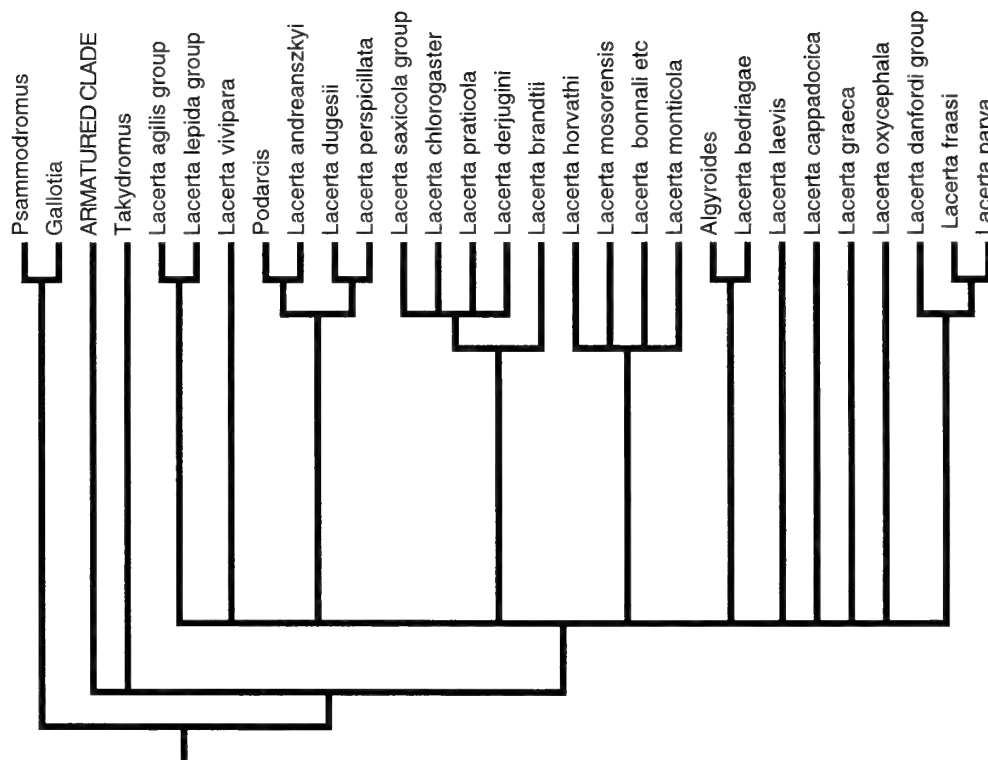 Psammodromus
Gallotia
ARMATURED CLADE
Takydromus
Lacerta agilis group
Lacerta lepida group
Lacerta vivipara
Podarcis
Lacerta andreanszkyi
Lacerta dugesii
Lacerta perspicillata
Lacerta saxicola group
Lacerta chlorogaster
Lacerta praticola
Lacerta derjugini
Lacerta brandtii
Lacerta horvathi
Lacerta mosorensis
Lacerta bonnali etc
Lacerta monticola
Algyroides
Lacerta bedriagae
Lacerta laevis
Lacerta cappadocica
Lacerta graeca
Lacerta oxycephala
Lacerta danfordi group
Lacerta fraasi
Lacerta parva